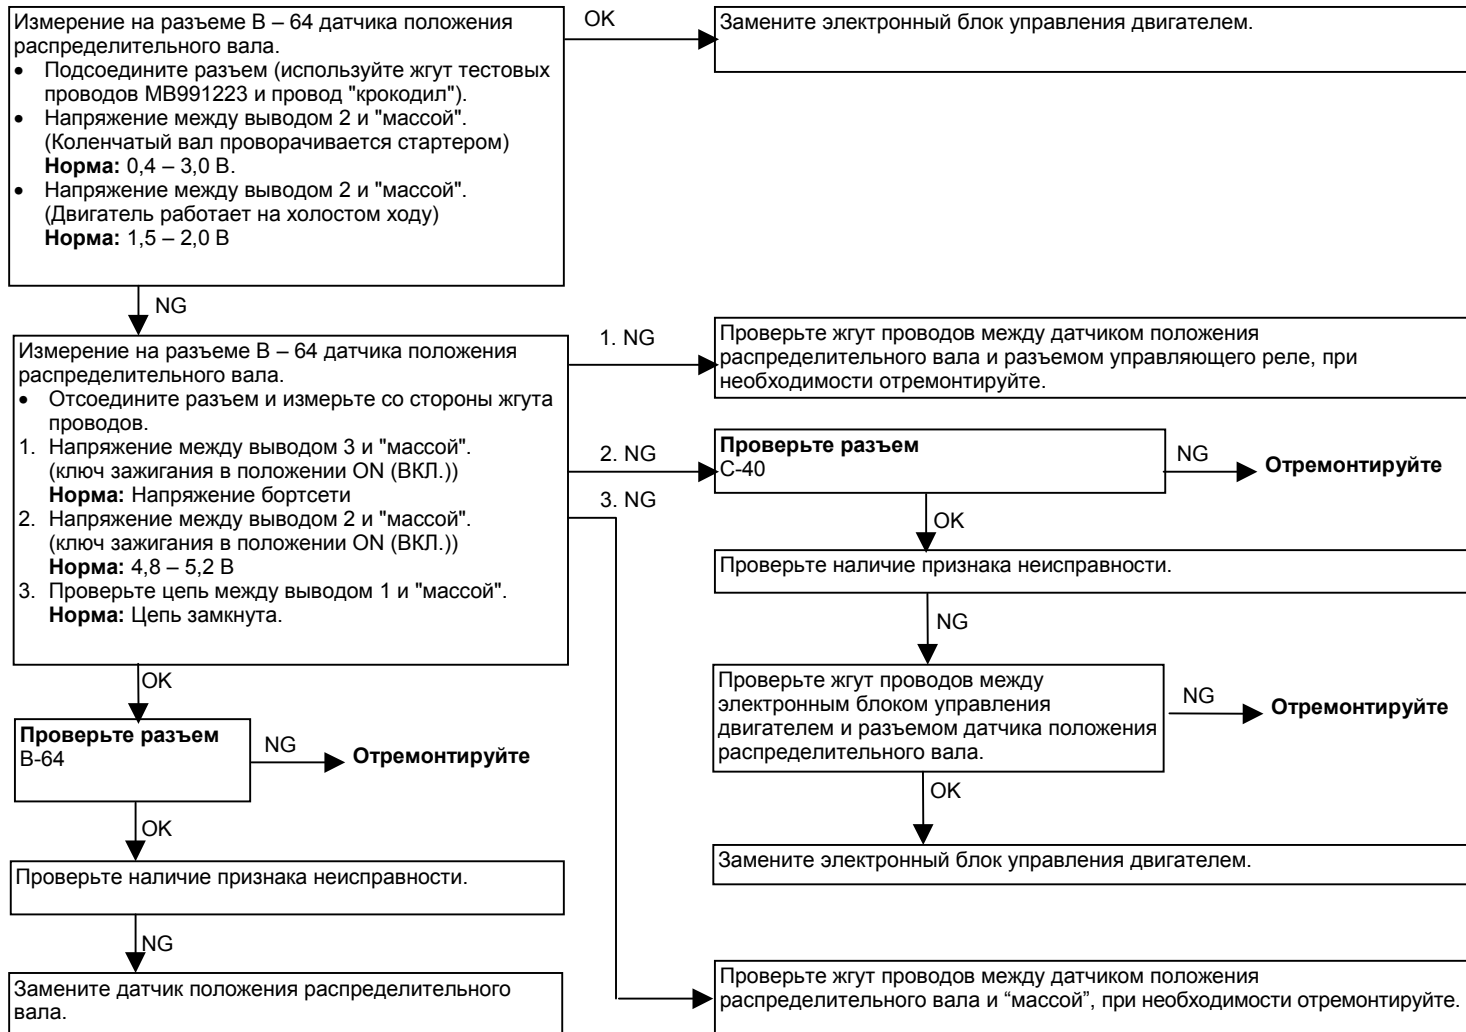 Измерение на разъеме В – 64 датчика положения
распределительного вала.
• Подсоедините разъем (используйте жгут тестовых
проводов МВ991223 и провод "крокодил").
• Напряжение между выводом 2 и "массой".
(Коленчатый вал проворачивается стартером)
Норма: 0,4 – 3,0 В.
• Напряжение между выводом 2 и "массой".
(Двигатель работает на холостом ходу)
Норма: 1,5 – 2,0 В
OK
Замените электронный блок управления двигателем.
NG
Измерение на разъеме В – 64 датчика положения
распределительного вала.
• Отсоедините разъем и измерьте со стороны жгута
проводов.
1. Напряжение между выводом 3 и "массой".
(ключ зажигания в положении ON (ВКЛ.))
Норма: Напряжение бортсети
2. Напряжение между выводом 2 и "массой".
(ключ зажигания в положении ON (ВКЛ.))
Норма: 4,8 – 5,2 В
3. Проверьте цепь между выводом 1 и "массой".
Норма: Цепь замкнута.
1. NG
Проверьте жгут проводов между датчиком положения
распределительного вала и разъемом управляющего реле, при
необходимости отремонтируйте.
2. NG
Проверьте разъем
С-40
NG
Отремонтируйте
3. NG
OK
Проверьте наличие признака неисправности.
NG
Проверьте жгут проводов между
электронным блоком управления
двигателем и разъемом датчика положения
распределительного вала.
NG
Отремонтируйте
OK
Замените электронный блок управления двигателем.
OK
Проверьте разъем
В-64
NG
Отремонтируйте
OK
Проверьте наличие признака неисправности.
NG
Замените датчик положения распределительного
вала.
Проверьте жгут проводов между датчиком положения
распределительного вала и “массой”, при необходимости отремонтируйте.